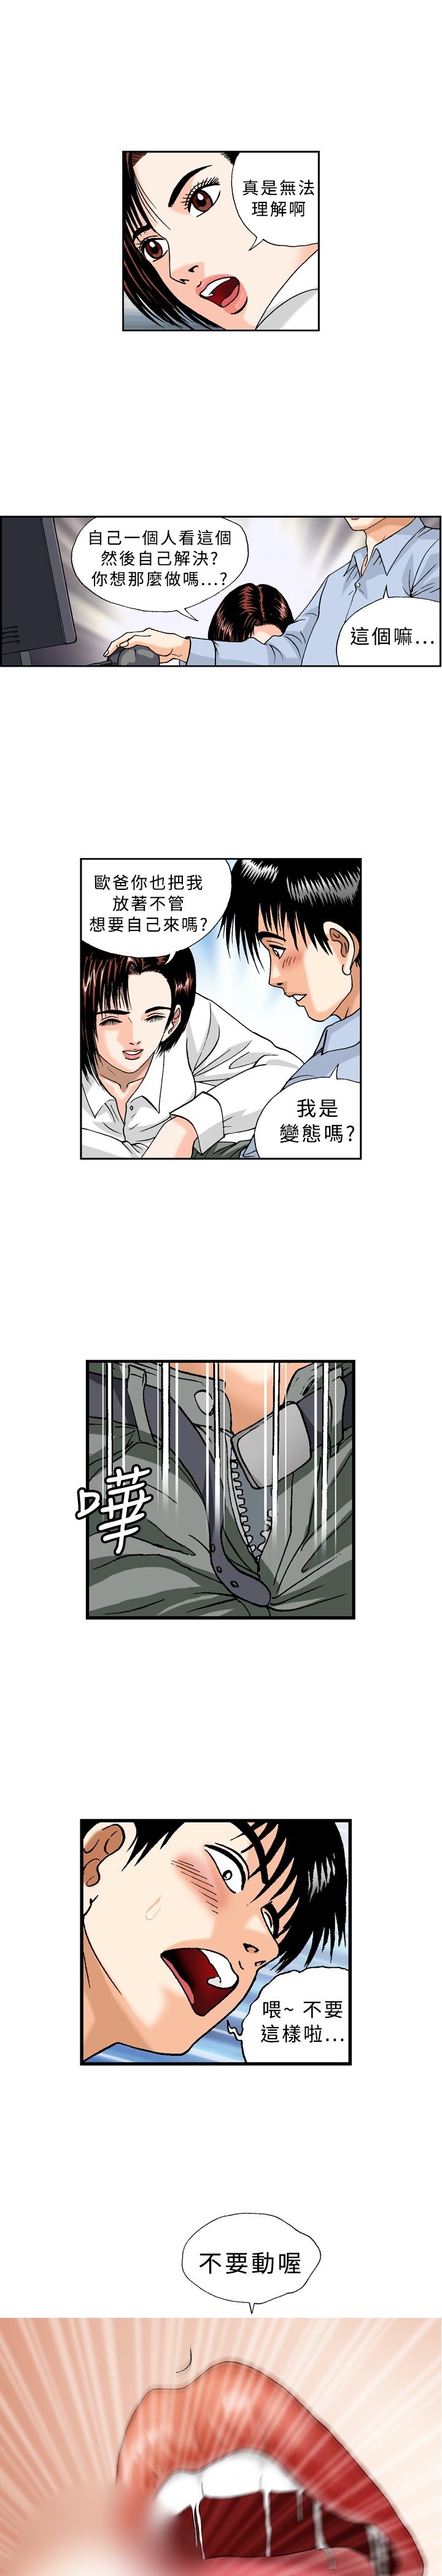 真是無法
理解啊
自己一個人看這個
然後自己解決?
你想那麼做嗎...?
這個嘛...
歐爸你也把我
放著不管
想要自己來嗎?
我是
變態嗎?
嘩
喂~ 不要
這樣啦...
不要動喔